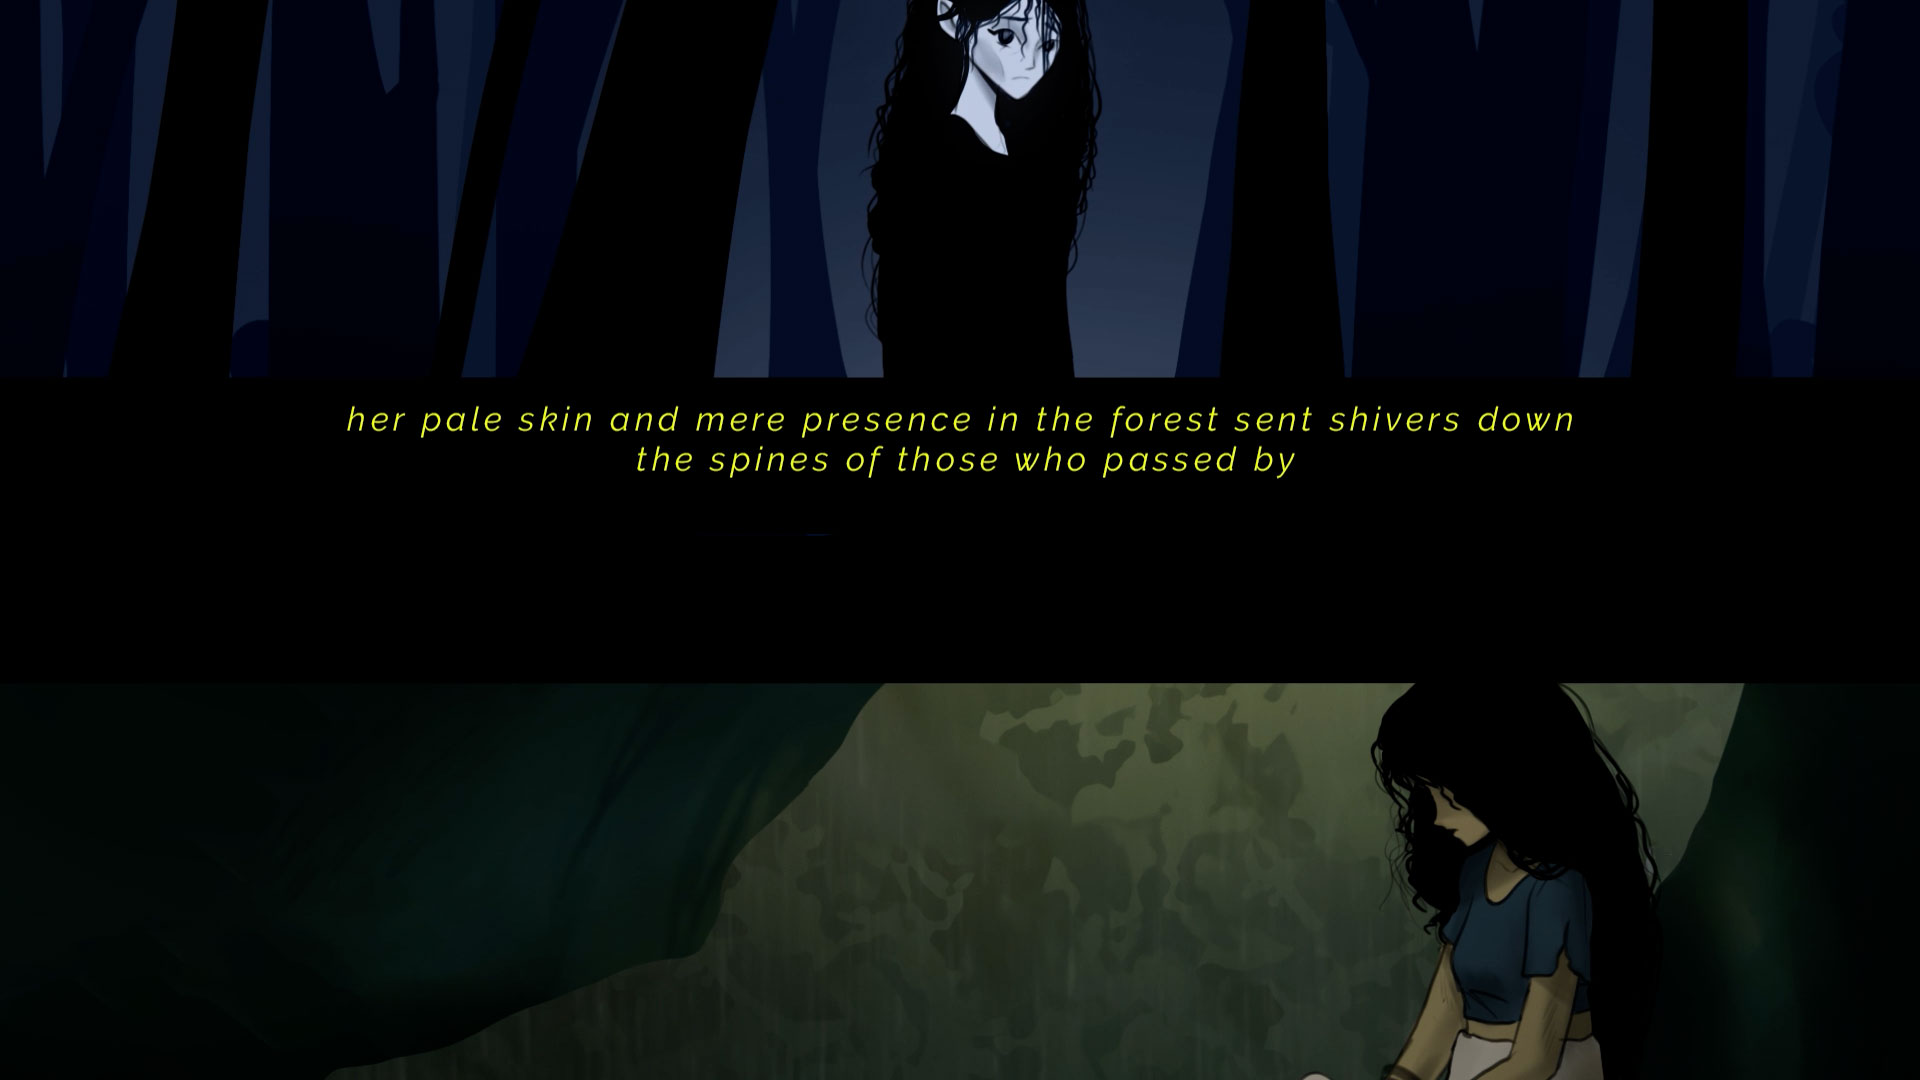 her pale skin and mere presence in the forest sent shivers down
the spines of those who passed by